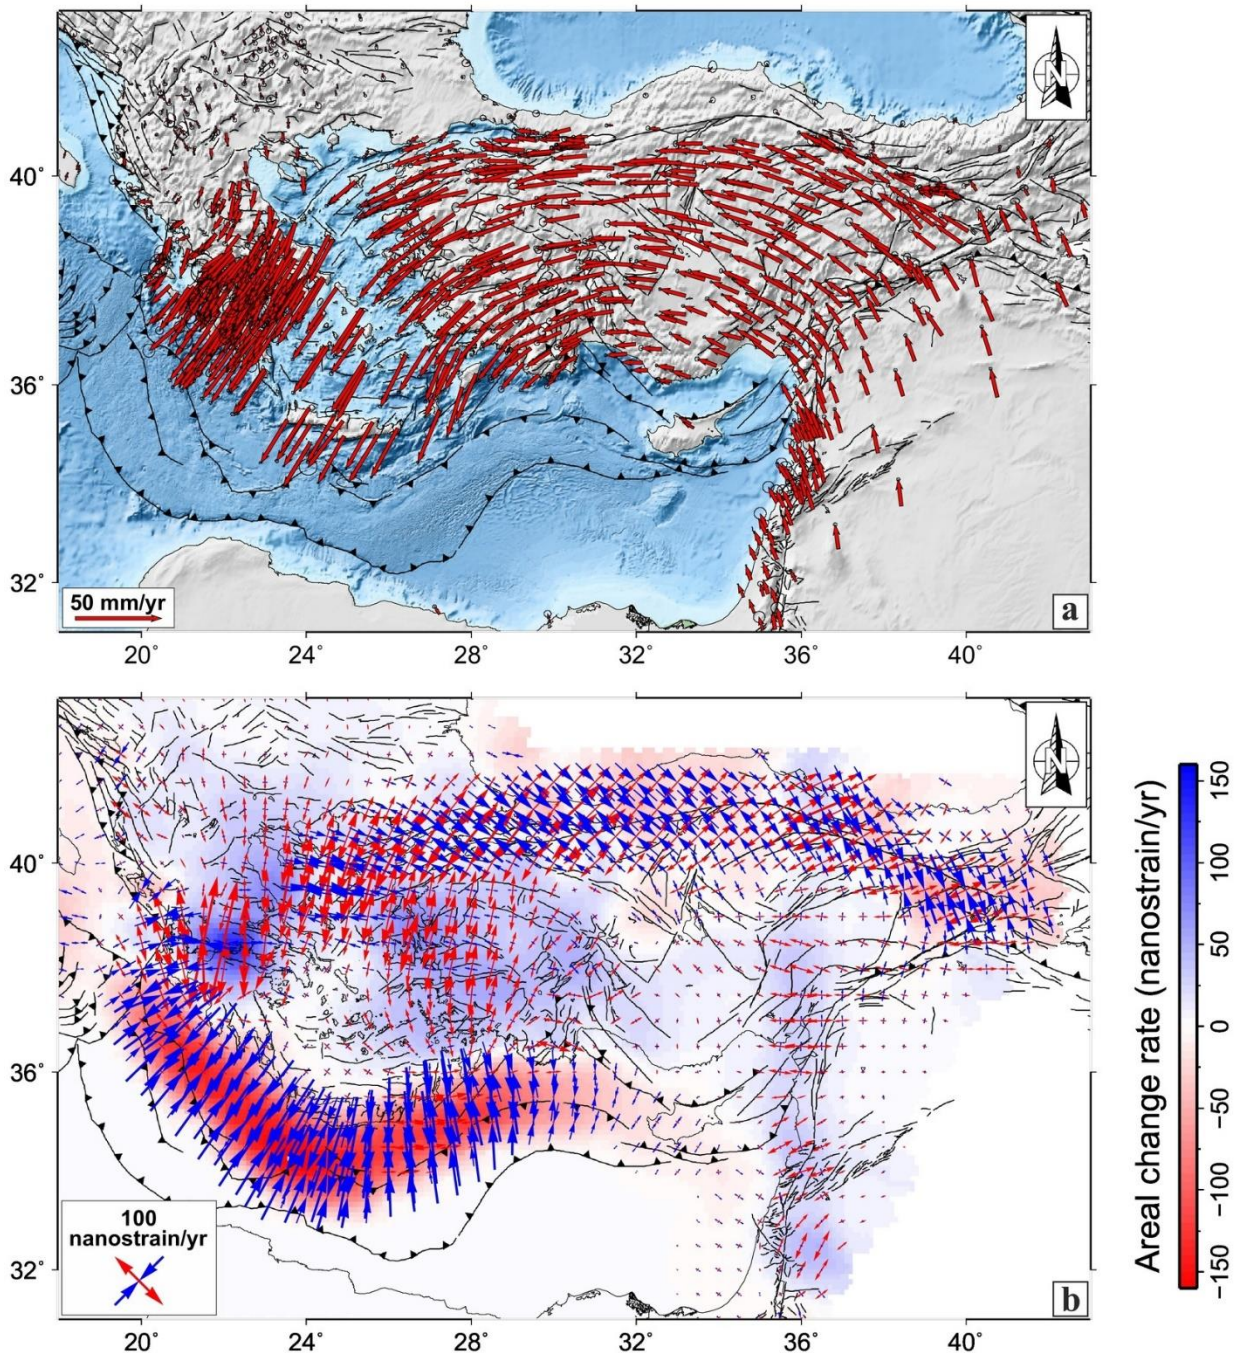 N
40°
36°
32°
50 mm/yr
a
20° 24° 28° 32° 36° 40°
N
40°
36°
32°
100
nanostrain/yr
b
20° 24° 28° 32° 36° 40°
Areal change rate (nanostrain/yr)
150
100
50
0
−50
−100
−150